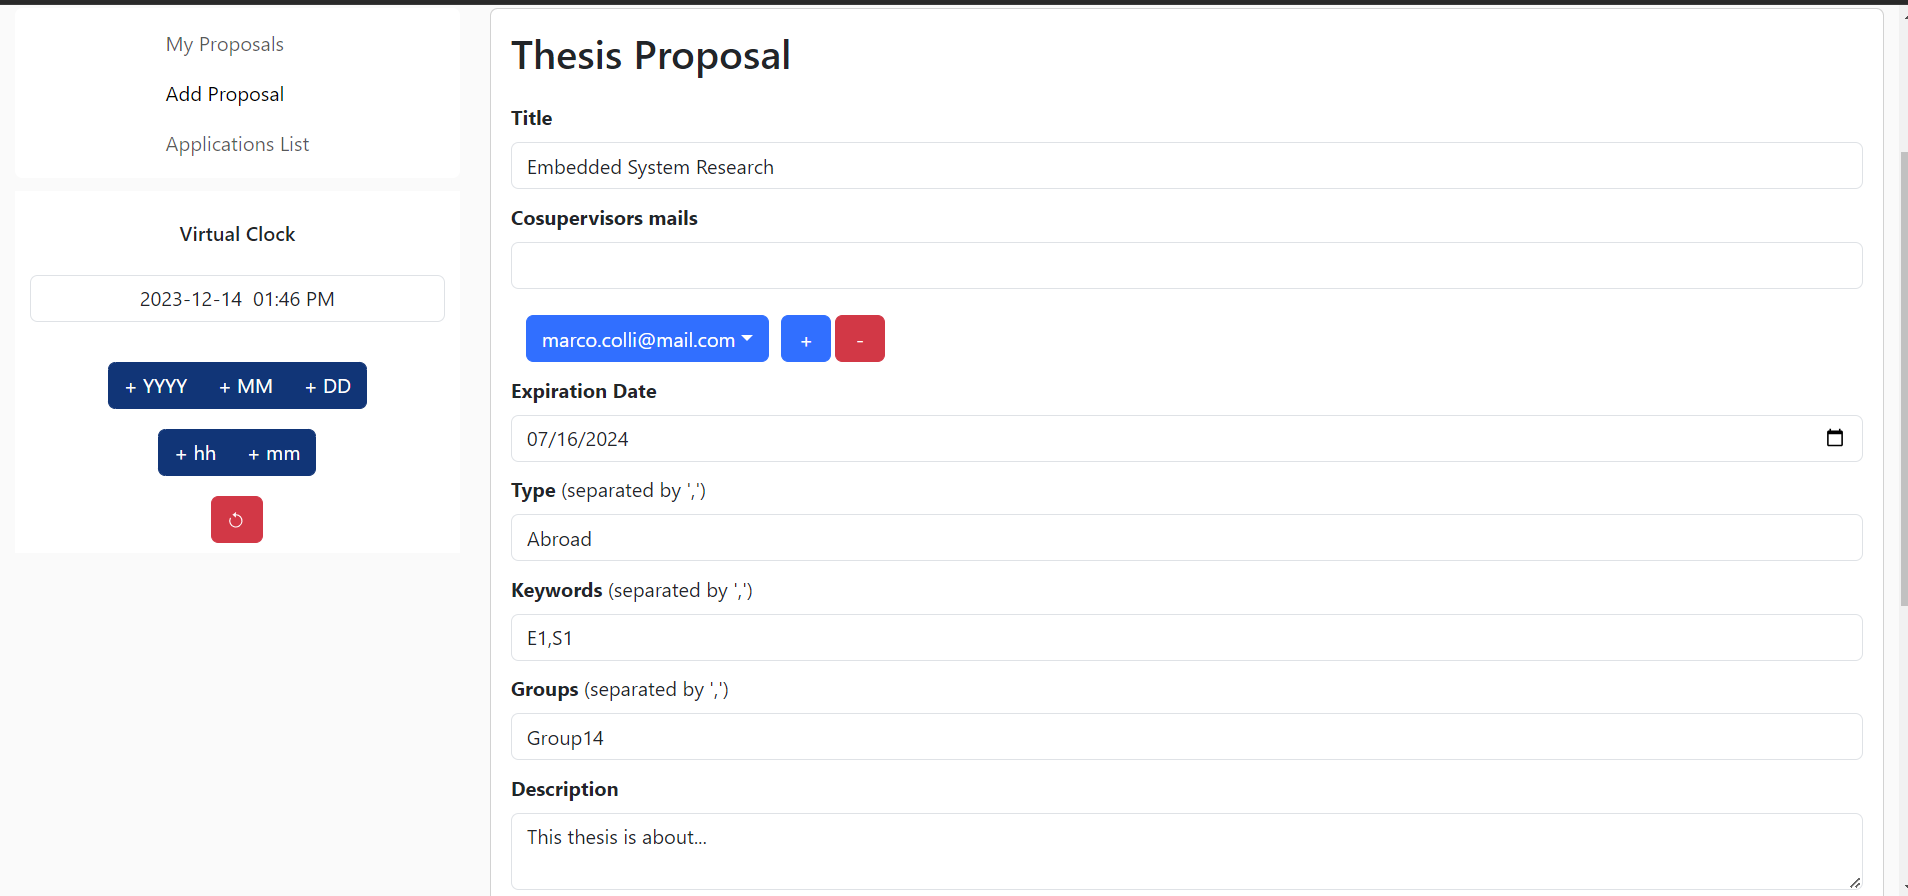 My Proposals
Add Proposal
Applications List
Virtual Clock
2023-12-14 01:46 PM
+ YYYY + MM + DD
+ hh + mm
Thesis Proposal
Title
Embedded System Research
Cosupervisors mails
marco.colli@mail.com + -
Expiration Date
07/16/2024
Type (separated by ',')
Abroad
Keywords (separated by ',')
E1,S1
Groups (separated by ',')
Group14
Description
This thesis is about...